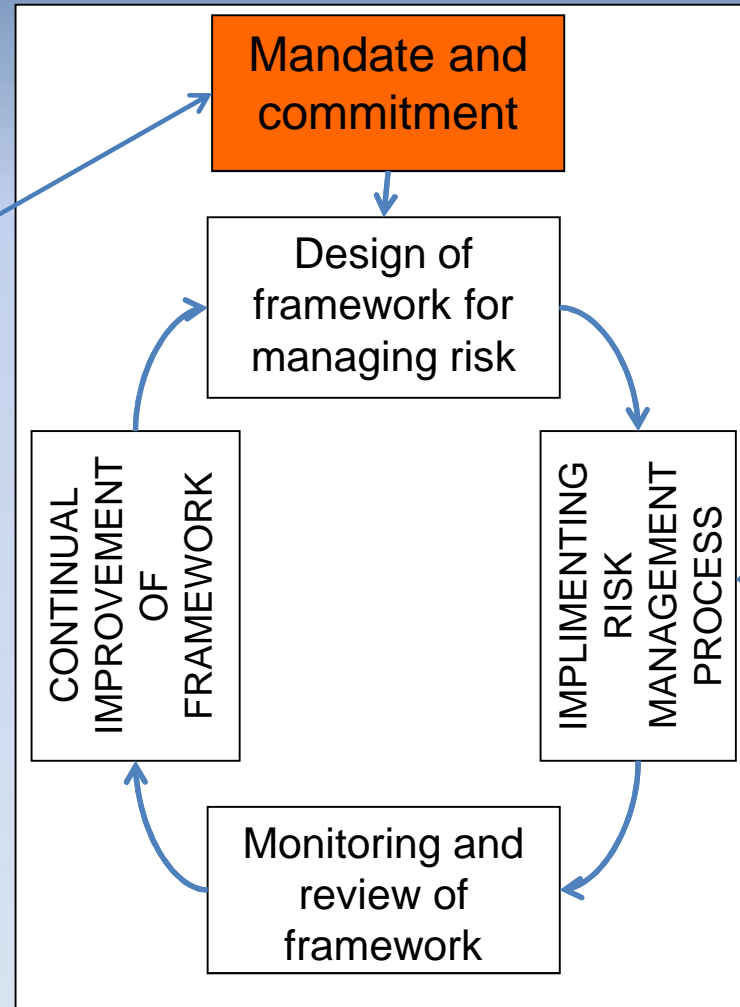 Mandate and
commitment
Design of
framework for
managing risk
IMPLIMENTING
RISK
MANAGEMENT
PROCESS
Monitoring and
review of
framework
CONTINUAL
IMPROVEMENT
OF
FRAMEWORK